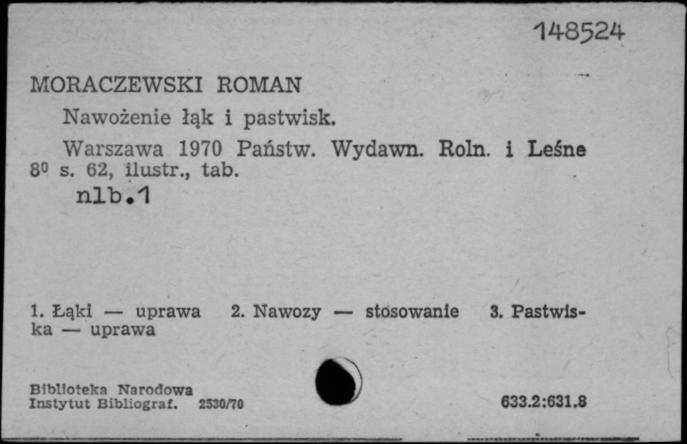 148524
MORACZEWSKI ROMAN
Nawożenie łąk i pastwisk.
Warszawa 1970 Państw. Wydawn. Roln. i Leśne
8⁰ s. 62, ilustr., tab.
nlb.1
1. Łąki — uprawa 2. Nawozy — stosowanie 3. Pastwis-
ka — uprawa
Biblioteka Narodowa
Instytut Bibliograf. 2530/70
633.2:631.8